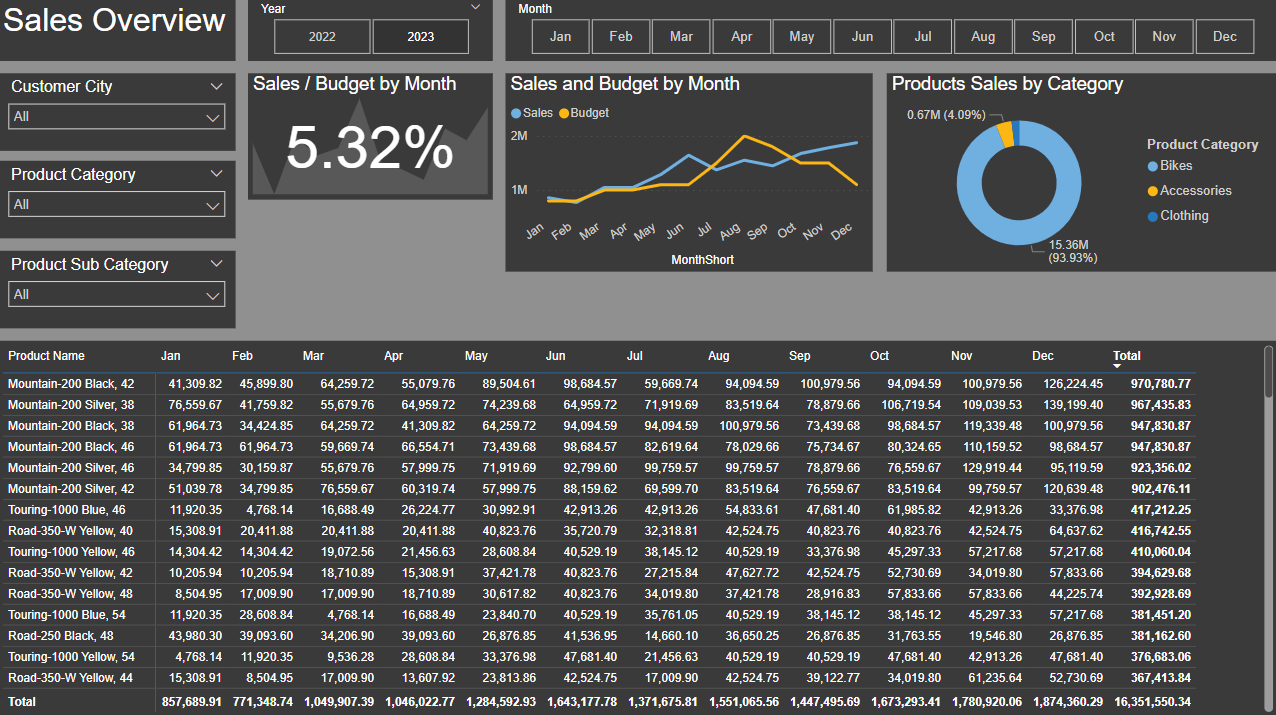 Sales Overview
Year
2022 2023
Month
Jan Feb Mar Apr May Jun Jul Aug Sep Oct Nov Dec
Customer City
All
Product Category
All
Product Sub Category
All
Sales / Budget by Month
5.32%
Sales and Budget by Month
Sales Budget
2M
1M
Jan Feb Mar Apr May Jun Jul Aug Sep Oct Nov Dec
MonthShort
Products Sales by Category
0.67M (4.09%)
15.36M
(93.93%)
Product Category
Bikes
Accessories
Clothing
Product Name Jan Feb Mar Apr May Jun Jul Aug Sep Oct Nov Dec Total
Mountain-200 Black, 42 41,309.82 45,899.80 64,259.72 55,079.76 89,504.61 98,684.57 59,669.74 94,094.59 100,979.56 94,094.59 100,979.56 126,224.45 970,780.77
Mountain-200 Silver, 38 76,559.67 41,759.82 55,679.76 64,959.72 74,239.68 64,959.72 71,919.69 83,519.64 78,879.66 106,719.54 109,039.53 139,199.40 967,435.83
Mountain-200 Black, 38 61,964.73 34,424.85 64,259.72 41,309.82 64,259.72 94,094.59 94,094.59 100,979.56 73,439.68 98,684.57 119,339.48 100,979.56 947,830.87
Mountain-200 Black, 46 61,964.73 61,964.73 59,669.74 66,554.71 73,439.68 98,684.57 82,619.64 78,029.66 75,734.67 80,324.65 110,159.52 98,684.57 947,830.87
Mountain-200 Silver, 46 34,799.85 30,159.87 55,679.76 57,999.75 71,919.69 92,799.60 99,759.57 99,759.57 78,879.66 76,559.67 129,919.44 95,119.59 923,356.02
Mountain-200 Silver, 42 51,039.78 34,799.85 76,559.67 60,319.74 57,999.75 88,159.62 69,599.70 83,519.64 76,559.67 83,519.64 99,759.57 120,639.48 902,476.11
Touring-1000 Blue, 46 11,920.35 4,768.14 16,688.49 26,224.77 30,992.91 42,913.26 42,913.26 54,833.61 47,681.40 61,985.82 42,913.26 33,376.98 417,212.25
Road-350-W Yellow, 40 15,308.91 20,411.88 20,411.88 20,411.88 40,823.76 35,720.79 32,318.81 42,524.75 40,823.76 40,823.76 42,524.75 64,637.62 416,742.55
Touring-1000 Yellow, 46 14,304.42 14,304.42 19,072.56 21,456.63 28,608.84 40,529.19 38,145.12 40,529.19 33,376.98 45,297.33 57,217.68 57,217.68 410,060.04
Road-350-W Yellow, 42 10,205.94 10,205.94 18,710.89 15,308.91 37,421.78 40,823.76 27,215.84 47,627.72 42,524.75 52,730.69 34,019.80 57,833.66 394,629.68
Road-350-W Yellow, 48 8,504.95 17,009.90 17,009.90 18,710.89 30,617.82 40,823.76 34,019.80 37,421.78 28,916.83 57,833.66 57,833.66 44,225.74 392,928.69
Touring-1000 Blue, 54 11,920.35 28,608.84 4,768.14 16,688.49 23,840.70 40,529.19 35,761.05 40,529.19 38,145.12 38,145.12 45,297.33 57,217.68 381,451.20
Road-250 Black, 48 43,980.30 39,093.60 34,206.90 39,093.60 26,876.85 41,536.95 14,660.10 36,650.25 26,876.85 31,763.55 19,546.80 26,876.85 381,162.60
Touring-1000 Yellow, 54 4,768.14 11,920.35 9,536.28 28,608.84 33,376.98 47,681.40 21,456.63 40,529.19 40,529.19 47,681.40 42,913.26 47,681.40 376,683.06
Road-350-W Yellow, 44 15,308.91 8,504.95 17,009.90 13,607.92 23,813.86 42,524.75 17,009.90 42,524.75 39,122.77 34,019.80 61,235.64 52,730.69 367,413.84
Total 857,689.91 771,348.74 1,049,907.39 1,046,022.77 1,284,592.93 1,643,177.78 1,371,675.81 1,551,065.56 1,447,495.69 1,673,293.41 1,780,920.06 1,874,360.29 16,351,550.34